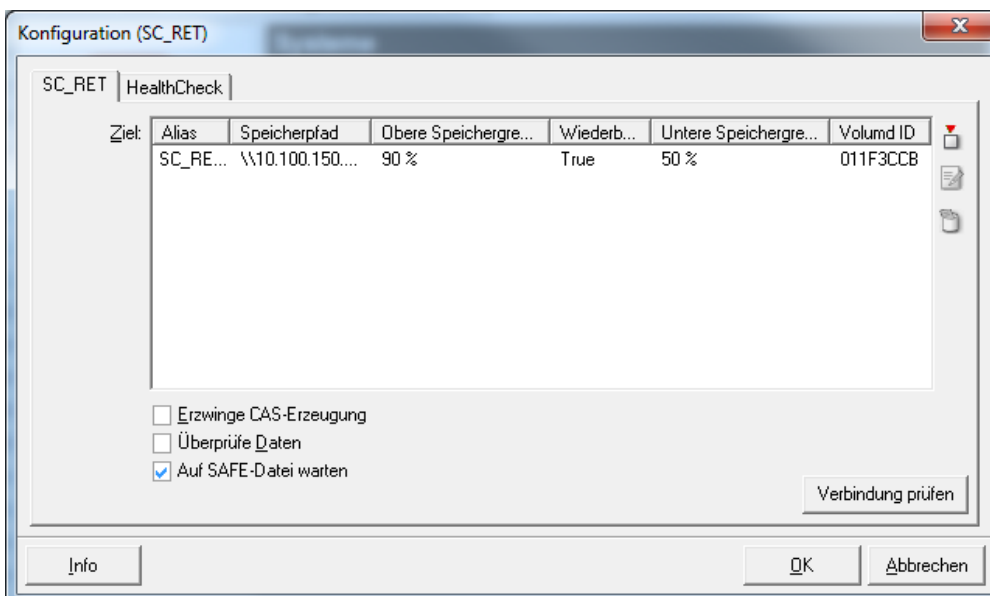 Konfiguration (SC_RET)
SC_RET HealthCheck
Ziel: Alias Speicherpfad Obere Speichergre... Wiederb... Untere Speichergre... Volumd ID
SC_RE... \\10.100.150.... 90 % True 50 % 011F3CCB
Erzwinge CAS-Erzeugung
Überprüfe Daten
Auf SAFE-Datei warten
Verbindung prüfen
Info OK Abbrechen